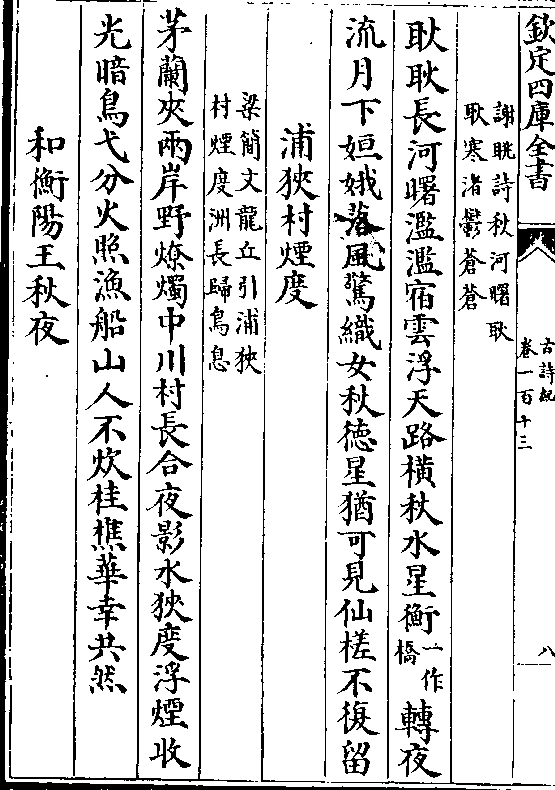 欽定四庫全書
古詩紀
卷一百十三
八
謝朓詩秋河曙耿
耿寒渚鬱蒼蒼
耿耿長河曙濫濫宿雲浮天路橫秋水星衡一作橋轉夜
流月下姮娥落風驚織女秋德星猶可見仙槎不復留
浦狹村煙度
梁簡文龍丘引浦狹
村煙度洲長歸鳥息
茅蘭夾兩岸野燎燭中川村長合夜影水狹度浮煙收
光暗鳥弋分火照漁船山人不炊桂樵華幸共然
和衡陽王秋夜